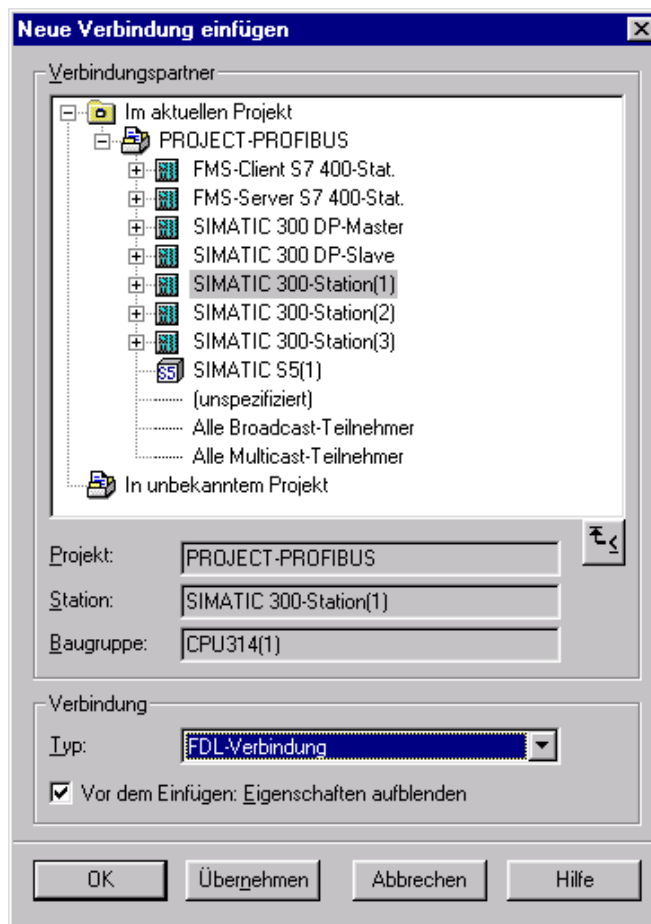 Neue Verbindung einfügen
Verbindungspartner
Im aktuellen Projekt
PROJECT-PROFIBUS
FMS-Client S7 400-Stat.
FMS-Server S7 400-Stat.
SIMATIC 300 DP-Master
SIMATIC 300 DP-Slave
SIMATIC 300-Station(1)
SIMATIC 300-Station(2)
SIMATIC 300-Station(3)
S5 SIMATIC S5(1)
(unspezifiziert)
Alle Broadcast-Teilnehmer
Alle Multicast-Teilnehmer
In unbekanntem Projekt
Projekt: PROJECT-PROFIBUS
Station: SIMATIC 300-Station(1)
Baugruppe: CPU314(1)
Verbindung
Typ: FDL-Verbindung
Vor dem Einfügen: Eigenschaften aufblenden
OK Übernehmen Abbrechen Hilfe